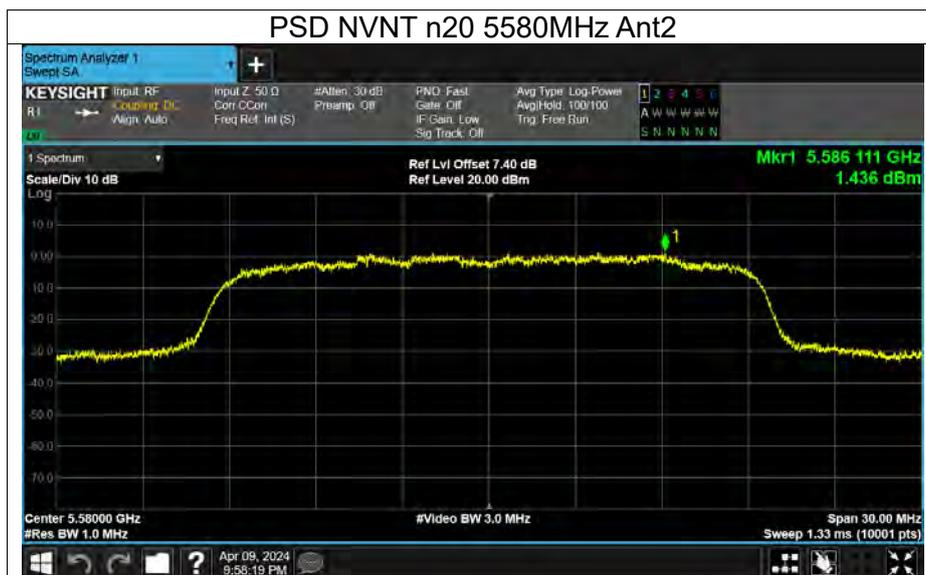 PSD NVNT n20 5580MHz Ant2
Spectrum Analyzer 1
Swept SA
+
KEYSIGHT Input: RF
Coupling: DC
Align: Auto
Input Z: 50 Ω
Corr CCorr
Freq Ref: Int (S)
#Atten: 30 dB
Preamp: Off
PNO: Fast
Gate: Off
IF Gain: Low
Sig Track: Off
Avg Type: Log-Power
Avg|Hold: 100/100
Trig: Free Run
1 2 3 4 5 6
A W W W W W
S N N N N N
1 Spectrum
Scale/Div 10 dB
Ref Lvl Offset 7.40 dB
Ref Level 20.00 dBm
Mkr1 5.586 111 GHz
1.436 dBm
Log
10.0
0.00
-10.0
-20.0
-30.0
-40.0
-50.0
-60.0
-70.0
1
Center 5.58000 GHz
#Res BW 1.0 MHz
#Video BW 3.0 MHz
Span 30.00 MHz
Sweep 1.33 ms (10001 pts)
?
Apr 09, 2024
9:58:19 PM